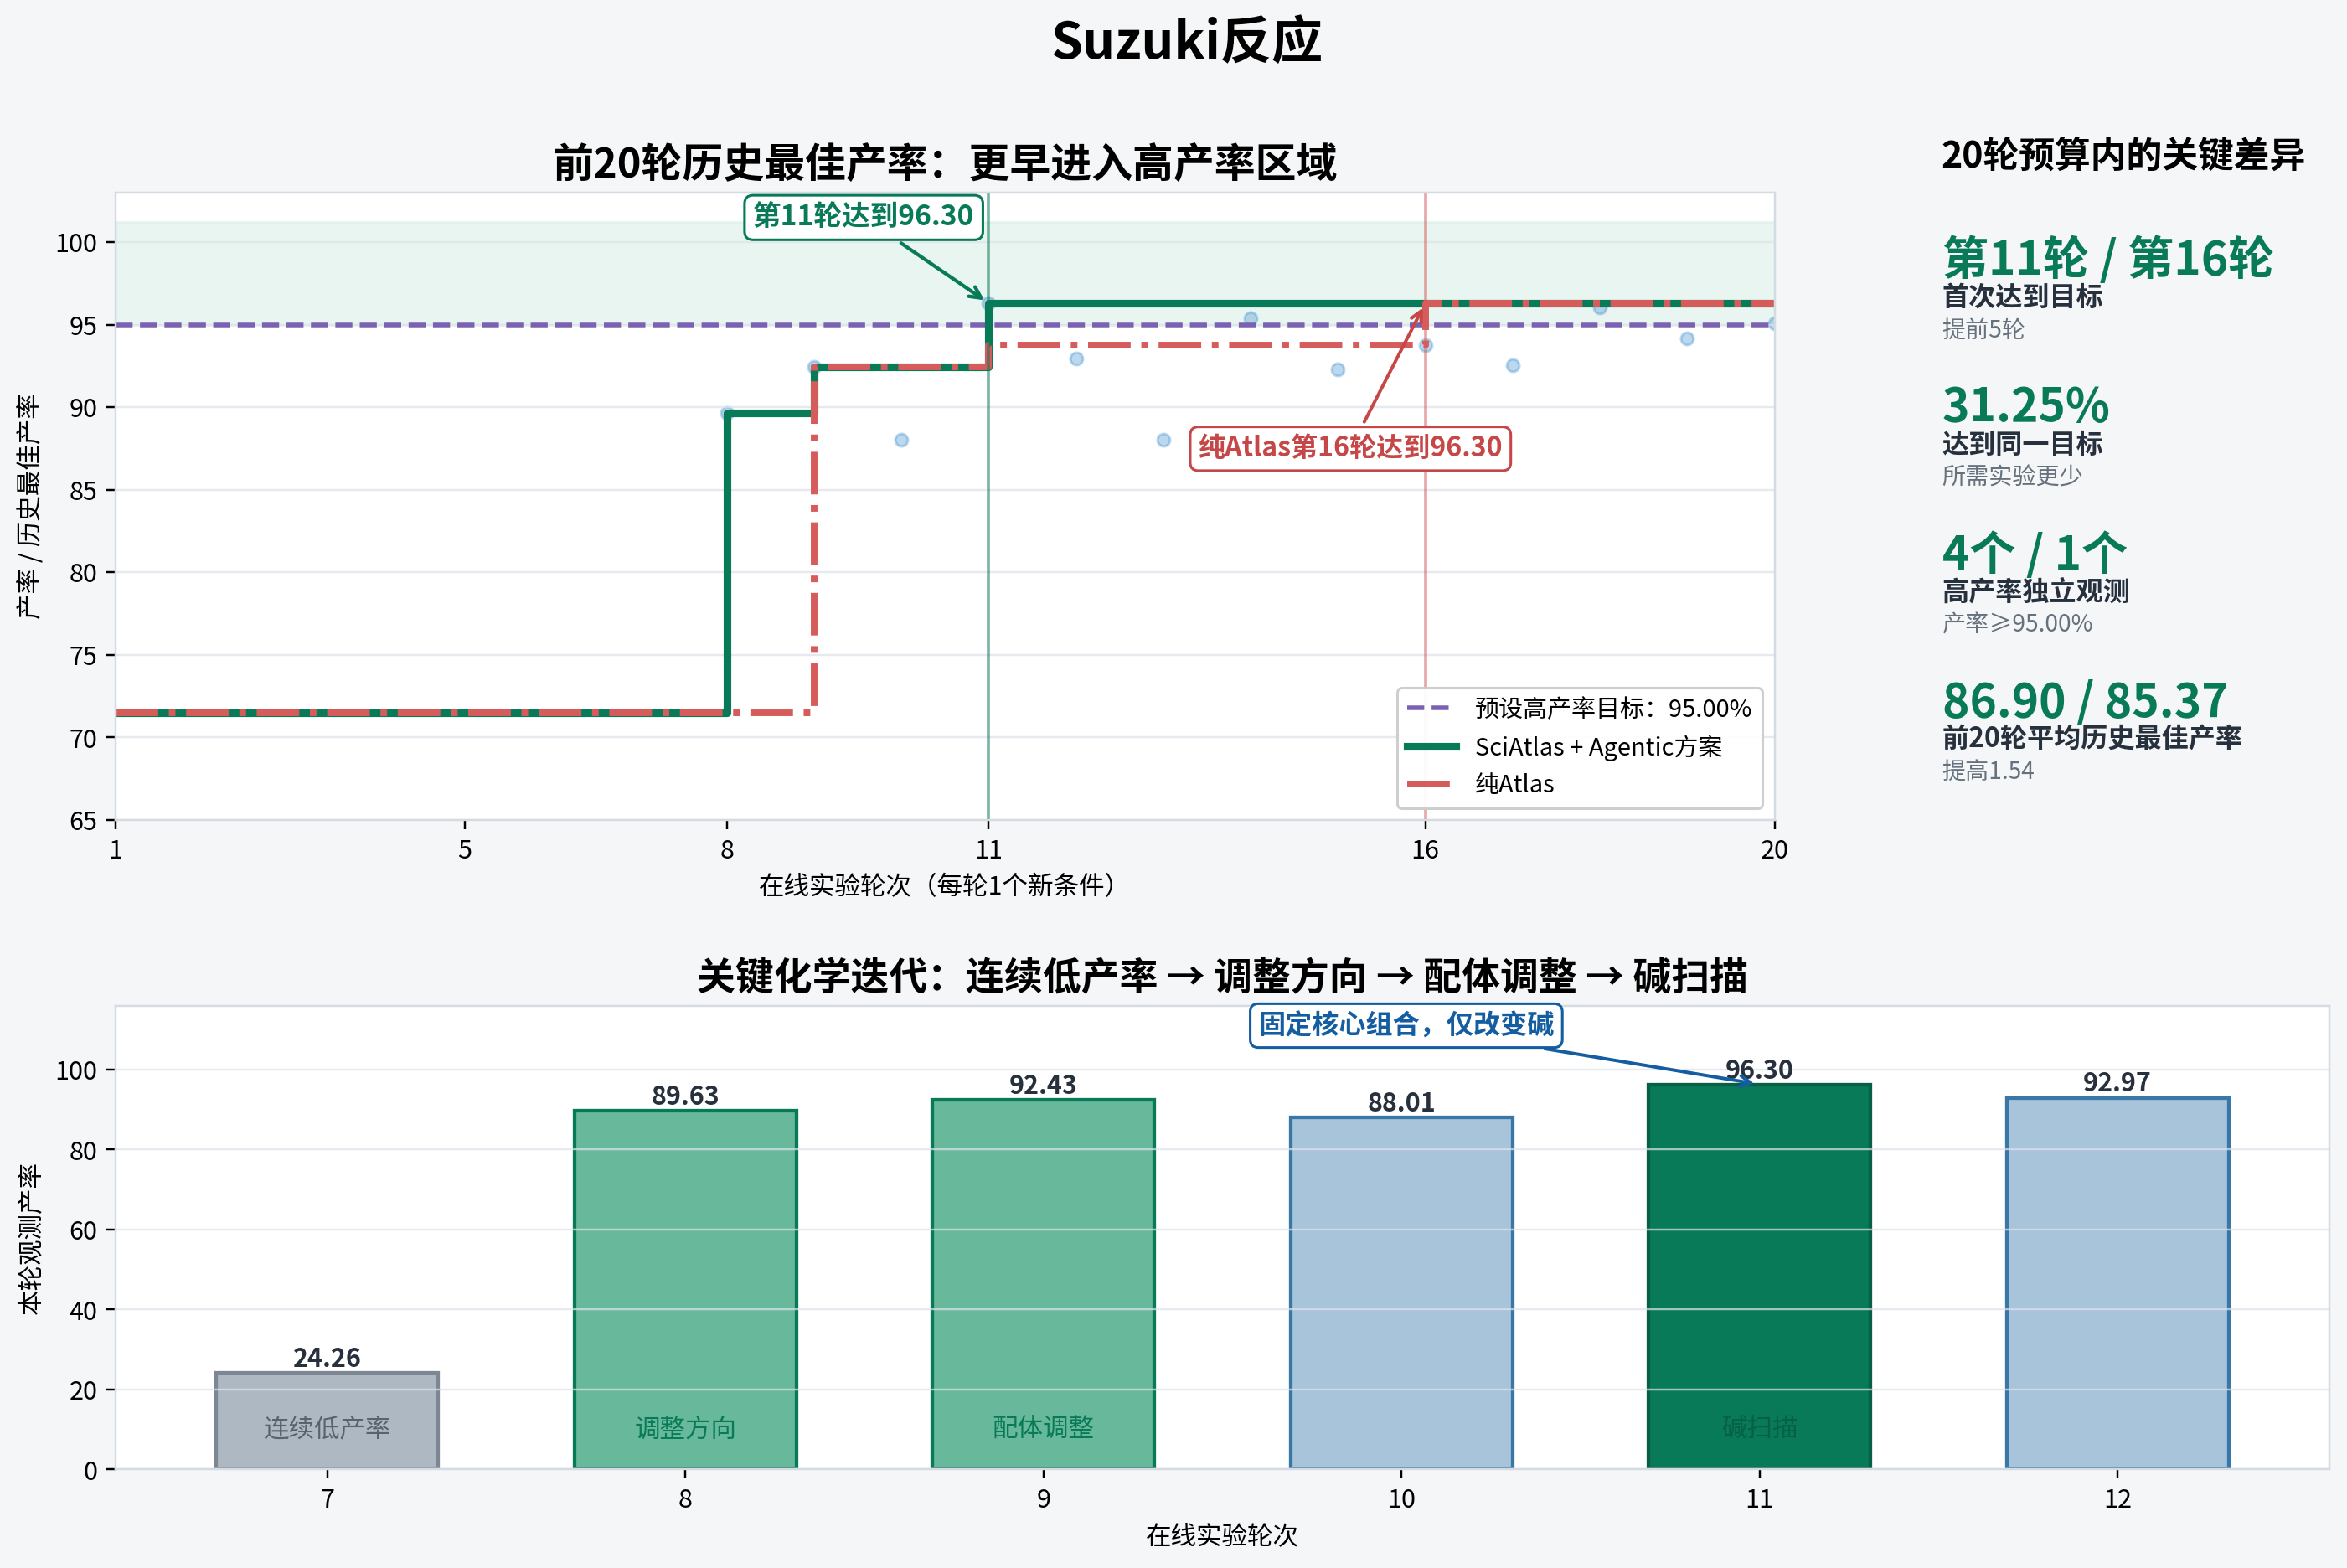 Suzuki反应
前20轮历史最佳产率：更早进入高产率区域
第11轮达到96.30
纯Atlas第16轮达到96.30
产率 / 历史最佳产率
100
95
90
85
80
75
70
65
1
5
8
11
16
20
在线实验轮次（每轮1个新条件）
预设高产率目标：95.00%
SciAtlas + Agentic方案
纯Atlas
20轮预算内的关键差异
第11轮 / 第16轮
首次达到目标
提前5轮
31.25%
达到同一目标
所需实验更少
4个 / 1个
高产率独立观测
产率≥95.00%
86.90 / 85.37
前20轮平均历史最佳产率
提高1.54
关键化学迭代：连续低产率 → 调整方向 → 配体调整 → 碱扫描
固定核心组合，仅改变碱
本轮观测产率
100
80
60
40
20
0
24.26
89.63
92.43
88.01
96.30
92.97
连续低产率
调整方向
配体调整
碱扫描
7
8
9
10
11
12
在线实验轮次